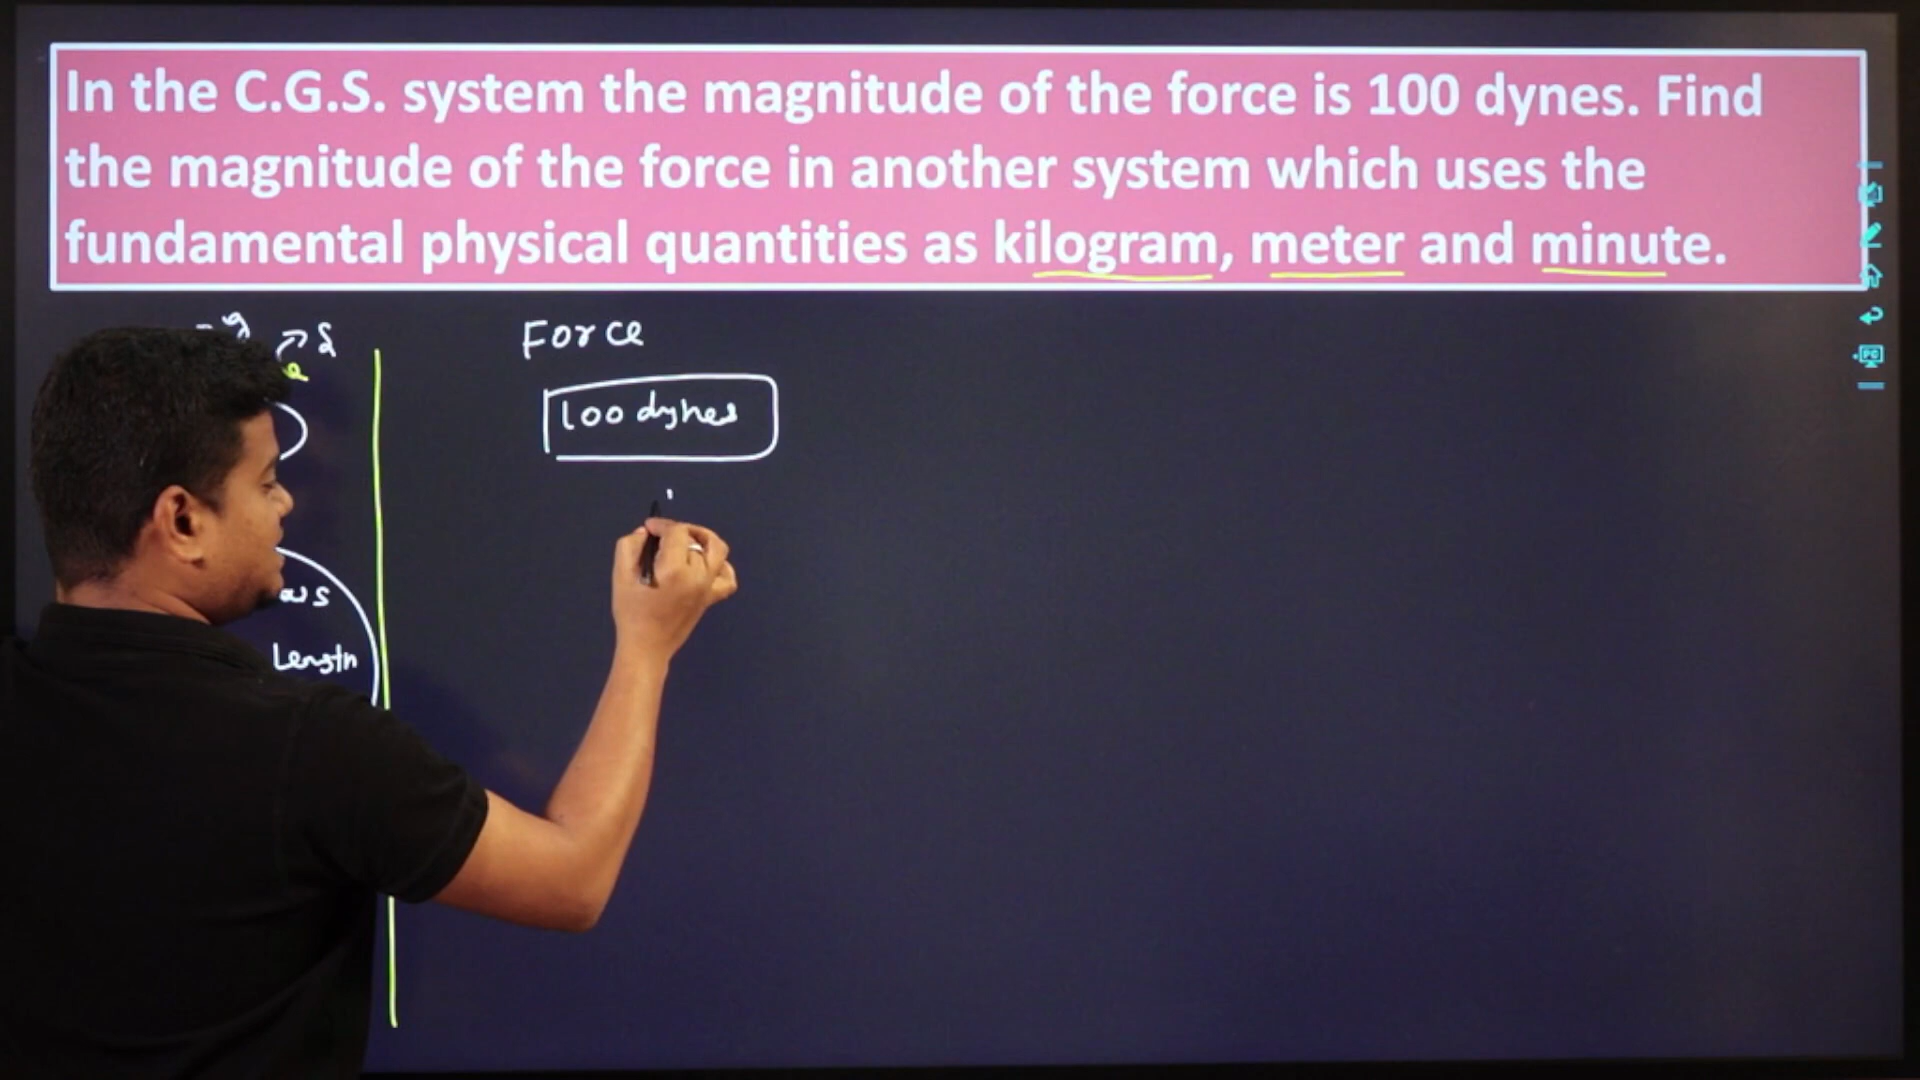 In the C.G.S. system the magnitude of the force is 100 dynes. Find
the magnitude of the force in another system which uses the
fundamental physical quantities as kilogram, meter and minute.
Force
100 dynes
Length
PC